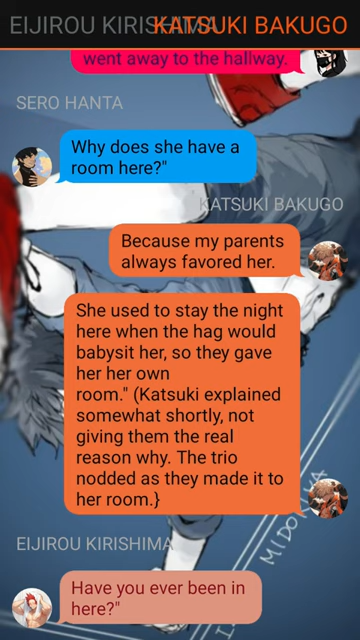 EIJIROU KIRISHIMA KATSUKI BAKUGO
went away to the hallway.
SERO HANTA
Why does she have a
room here?"
KATSUKI BAKUGO
Because my parents
always favored her.
She used to stay the night
here when the hag would
babysit her, so they gave
her her own
room." (Katsuki explained
somewhat shortly, not
giving them the real
reason why. The trio
nodded as they made it to
her room.}
MIDORIYA
EIJIROU KIRISHIMA
Have you ever been in
here?"